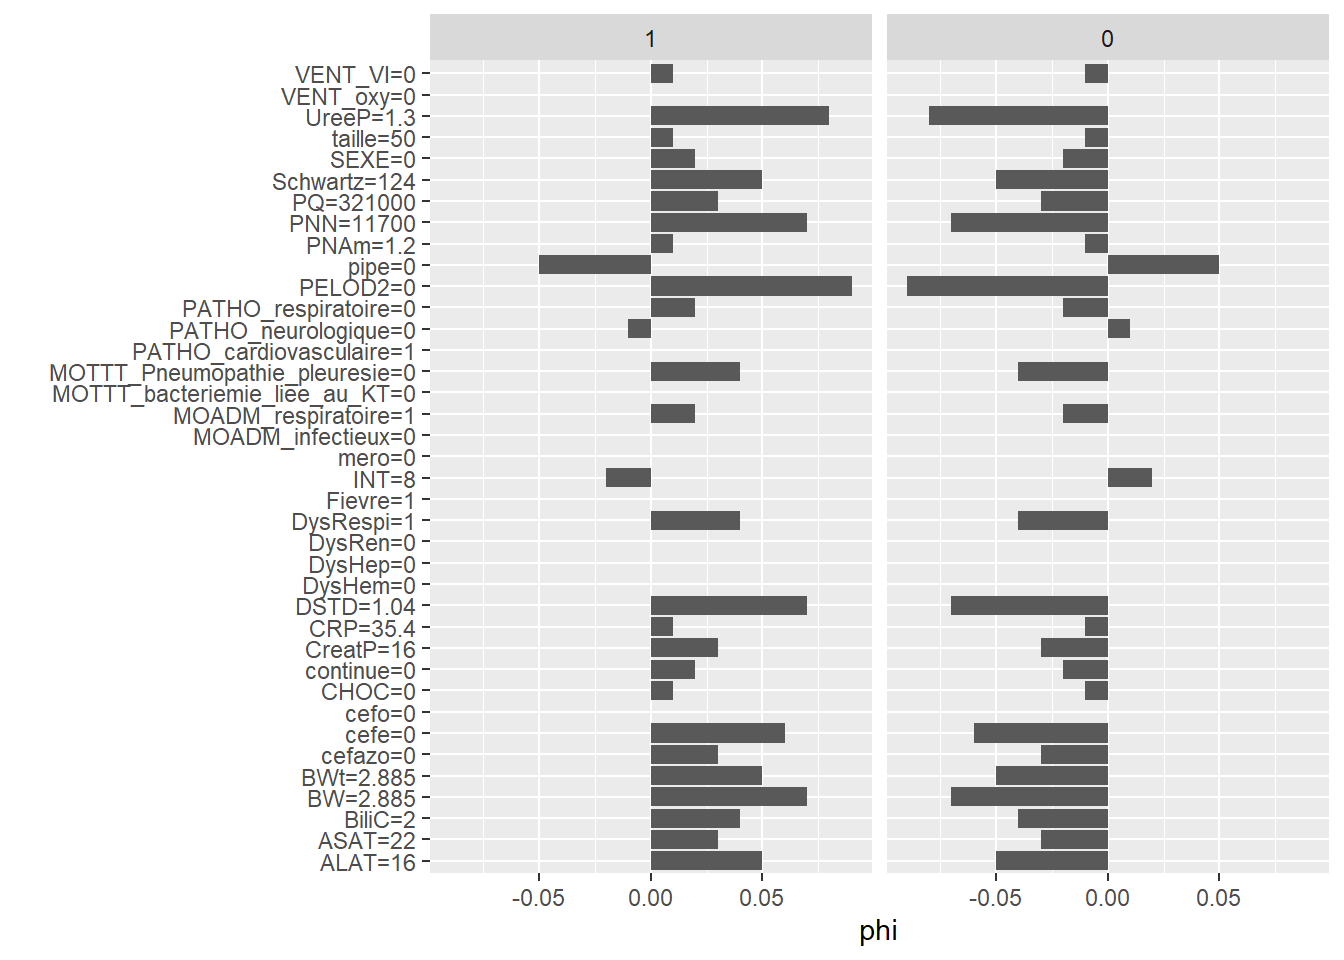 1 0
VENT_VI=0
VENT_oxy=0
UreeP=1.3
taille=50
SEXE=0
Schwartz=124
PQ=321000
PNN=11700
PNAm=1.2
pipe=0
PELOD2=0
PATHO_respiratoire=0
PATHO_neurologique=0
PATHO_cardiovasculaire=1
MOTTT_Pneumopathie_pleuresie=0
MOTTT_bacteriemie_liee_au_KT=0
MOADM_respiratoire=1
MOADM_infectieux=0
mero=0
INT=8
Fievre=1
DysRespi=1
DysRen=0
DysHep=0
DysHem=0
DSTD=1.04
CRP=35.4
CreatP=16
continue=0
CHOC=0
cefo=0
cefe=0
cefazo=0
BWt=2.885
BW=2.885
BiliC=2
ASAT=22
ALAT=16
-0.05 0.00 0.05 -0.05 0.00 0.05
phi